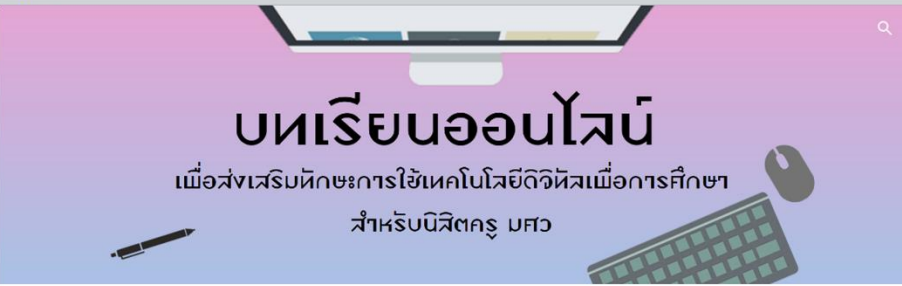 บทเรียนออนไลน์
เพื่อส่งเสริมทักษะการใช้เทคโนโลยีดิจิทัลเพื่อการศึกษา
สำหรับนิสิตครู มศว